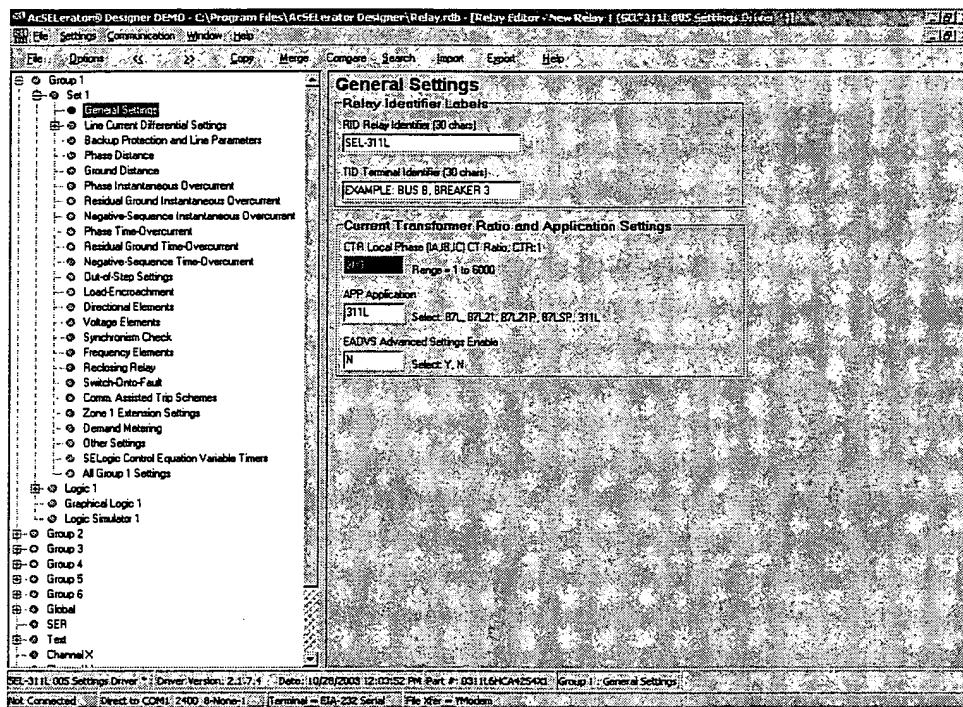 AcSELerator® Designer DEMO - C:\Program Files\AcSELerator Designer\Relay.rdb - [Relay Editor - New Relay 1 (SEL-311L 005 Settings Driver *)]
File Settings Communication Window Help
File Options << >> Copy Merge Compare Search Import Export Help
Group 1
Set 1
General Settings
Line Current Differential Settings
Backup Protection and Line Parameters
Phase Distance
Ground Distance
Phase Instantaneous Overcurrent
Residual Ground Instantaneous Overcurrent
Negative-Sequence Instantaneous Overcurrent
Phase Time-Overcurrent
Residual Ground Time-Overcurrent
Negative-Sequence Time-Overcurrent
Out-of-Step Settings
Load-Encroachment
Directional Elements
Voltage Elements
Synchronism Check
Frequency Elements
Reclosing Relay
Switch-Onto-Fault
Comm. Assisted Trip Schemes
Zone 1 Extension Settings
Demand Metering
Other Settings
SELogic Control Equation Variable Timers
All Group 1 Settings
Logic 1
Graphical Logic 1
Logic Simulator 1
Group 2
Group 3
Group 4
Group 5
Group 6
Global
SER
Text
Channel X
General Settings
Relay Identifier Labels
RID Relay Identifier (30 chars)
SEL-311L
TID Terminal Identifier (30 chars)
EXAMPLE: BUS B, BREAKER 3
Current Transformer Ratio and Application Settings
CTR Local Phase (IA,IB,IC) CT Ratio, CTR:1
Range = 1 to 6000
APP Application
311L
Select: 87L, 87L21, 87L21P, 87LSP, 311L
EADVS Advanced Settings Enable
N
Select: Y, N
SEL-311L 005 Settings Driver * Driver Version: 2.1.7.4 Date: 10/28/2003 12:03:52 PM Part #: 0311L6HCA4254XX Group 1 : General Settings
Not Connected Direct to COM1 2400 8-None-1 Terminal = EIA-232 Serial File Xfer = YModem